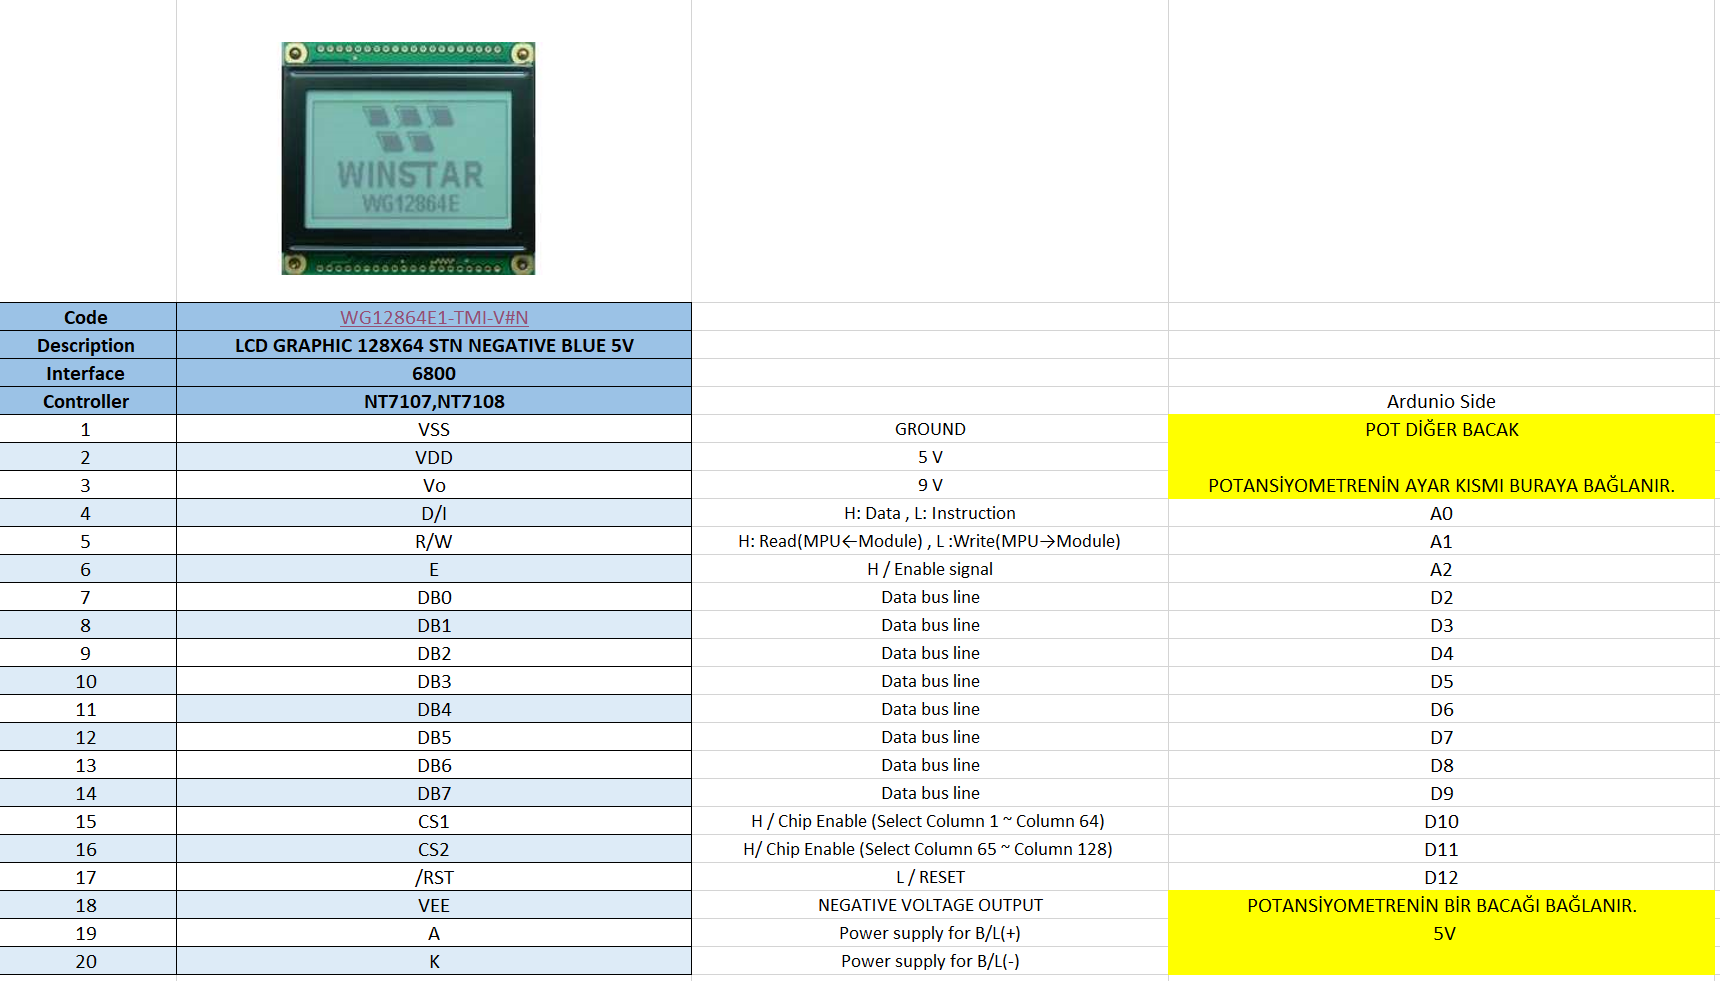 WINSTAR
WG12864E
Code WG12864E1-TMI-V#N
Description LCD GRAPHIC 128X64 STN NEGATIVE BLUE 5V
Interface 6800
Controller NT7107,NT7108 Ardunio Side
1 VSS GROUND POT DİĞER BACAK
2 VDD 5 V
3 Vo 9 V POTANSİYOMETRENİN AYAR KISMI BURAYA BAĞLANIR.
4 D/I H: Data , L: Instruction A0
5 R/W H: Read(MPU←Module) , L :Write(MPU→Module) A1
6 E H / Enable signal A2
7 DB0 Data bus line D2
8 DB1 Data bus line D3
9 DB2 Data bus line D4
10 DB3 Data bus line D5
11 DB4 Data bus line D6
12 DB5 Data bus line D7
13 DB6 Data bus line D8
14 DB7 Data bus line D9
15 CS1 H / Chip Enable (Select Column 1 ~ Column 64) D10
16 CS2 H/ Chip Enable (Select Column 65 ~ Column 128) D11
17 /RST L / RESET D12
18 VEE NEGATIVE VOLTAGE OUTPUT POTANSİYOMETRENİN BİR BACAĞI BAĞLANIR.
19 A Power supply for B/L(+) 5V
20 K Power supply for B/L(-)